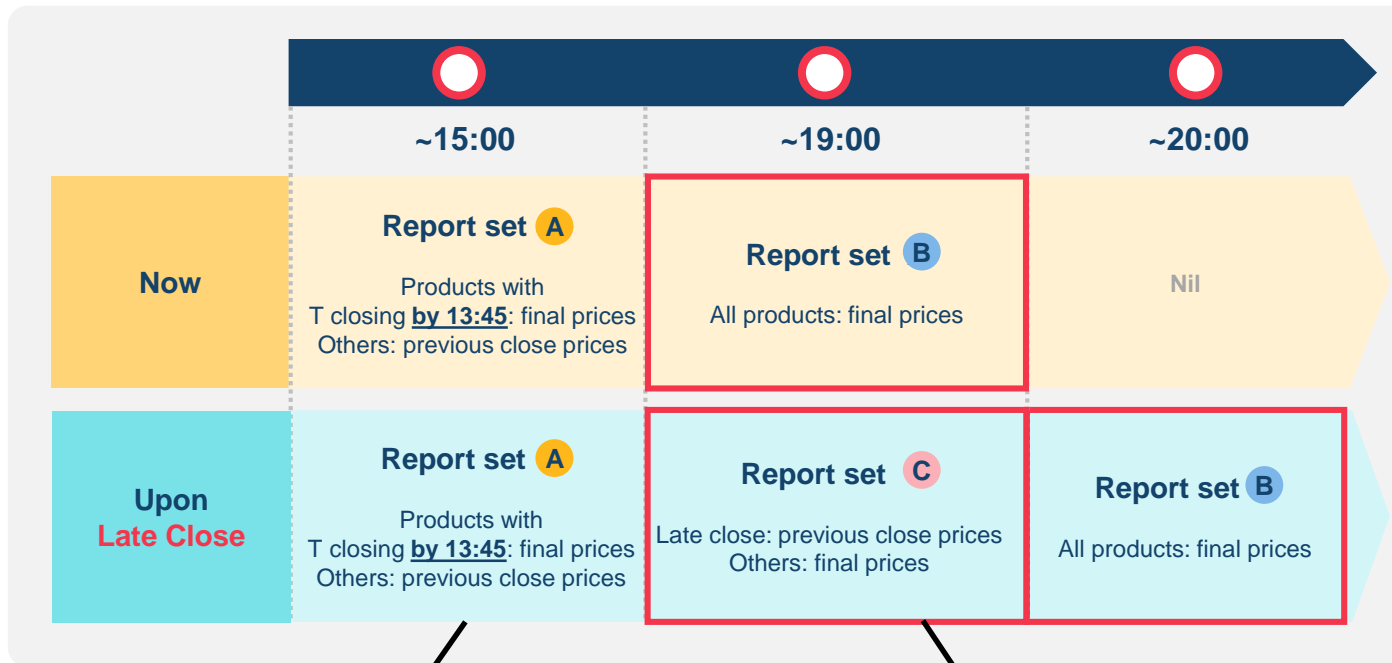 ~15:00
~19:00
~20:00
Now
Report set A
Products with
T closing by 13:45: final prices
Others: previous close prices
Report set B
All products: final prices
Nil
Upon
Late Close
Report set A
Products with
T closing by 13:45: final prices
Others: previous close prices
Report set C
Late close: previous close prices
Others: final prices
Report set B
All products: final prices